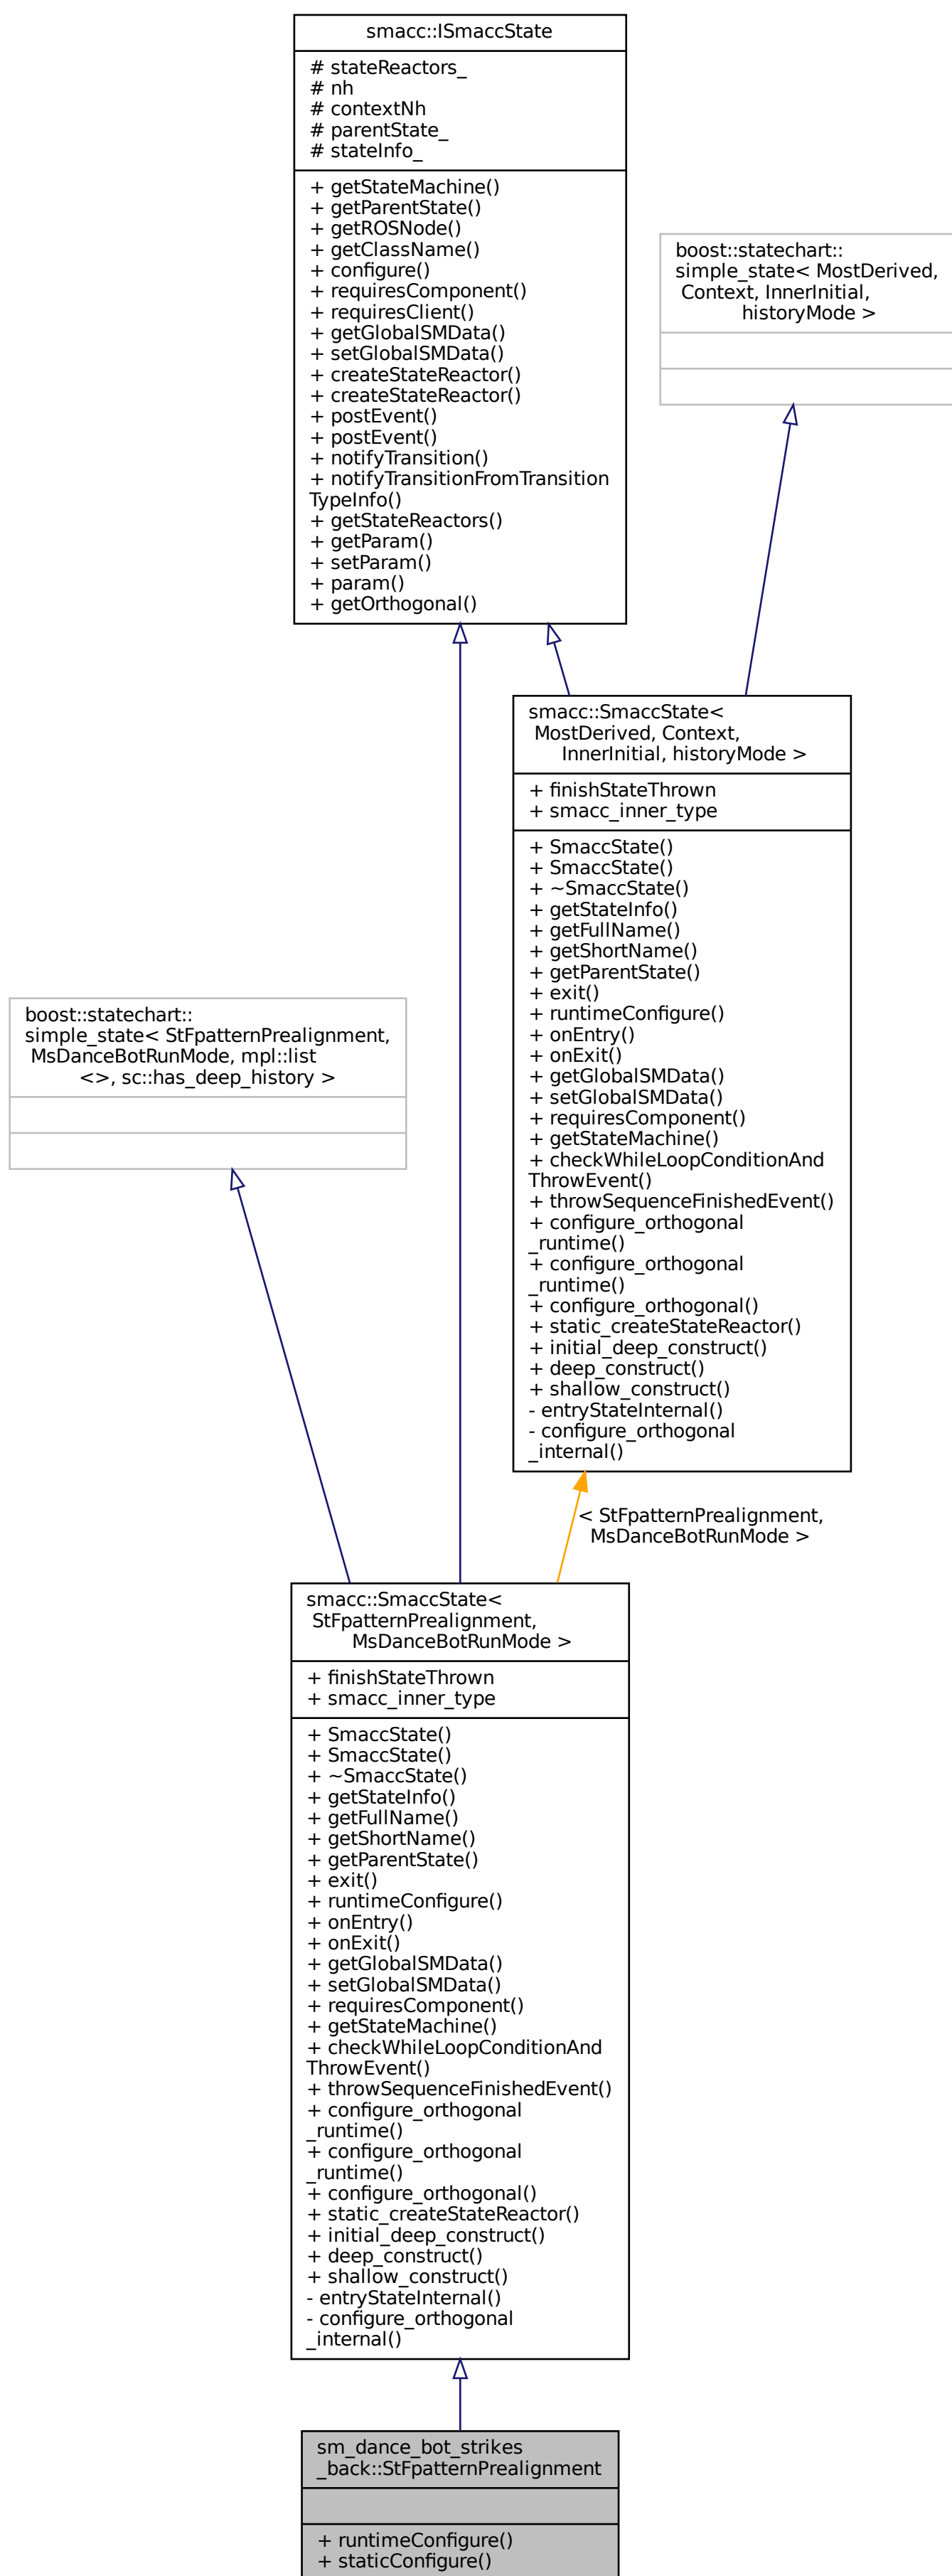 smacc::ISmaccState
# stateReactors_
# nh
# contextNh
# parentState_
# stateInfo_
+ getStateMachine()
+ getParentState()
+ getROSNode()
+ getClassName()
+ configure()
+ requiresComponent()
+ requiresClient()
+ getGlobalSMData()
+ setGlobalSMData()
+ createStateReactor()
+ createStateReactor()
+ postEvent()
+ postEvent()
+ notifyTransition()
+ notifyTransitionFromTransition
TypeInfo()
+ getStateReactors()
+ getParam()
+ setParam()
+ param()
+ getOrthogonal()
boost::statechart::
simple_state< MostDerived,
Context, InnerInitial,
historyMode >
smacc::SmaccState<
MostDerived, Context,
InnerInitial, historyMode >
+ finishStateThrown
+ smacc_inner_type
+ SmaccState()
+ SmaccState()
+ ~SmaccState()
+ getStateInfo()
+ getFullName()
+ getShortName()
+ getParentState()
+ exit()
+ runtimeConfigure()
+ onEntry()
+ onExit()
+ getGlobalSMData()
+ setGlobalSMData()
+ requiresComponent()
+ getStateMachine()
+ checkWhileLoopConditionAnd
ThrowEvent()
+ throwSequenceFinishedEvent()
+ configure_orthogonal
_runtime()
+ configure_orthogonal
_runtime()
+ configure_orthogonal()
+ static_createStateReactor()
+ initial_deep_construct()
+ deep_construct()
+ shallow_construct()
- entryStateInternal()
- configure_orthogonal
_internal()
boost::statechart::
simple_state< StFpatternPrealignment,
MsDanceBotRunMode, mpl::list
<>, sc::has_deep_history >
< StFpatternPrealignment,
MsDanceBotRunMode >
smacc::SmaccState<
StFpatternPrealignment,
MsDanceBotRunMode >
+ finishStateThrown
+ smacc_inner_type
+ SmaccState()
+ SmaccState()
+ ~SmaccState()
+ getStateInfo()
+ getFullName()
+ getShortName()
+ getParentState()
+ exit()
+ runtimeConfigure()
+ onEntry()
+ onExit()
+ getGlobalSMData()
+ setGlobalSMData()
+ requiresComponent()
+ getStateMachine()
+ checkWhileLoopConditionAnd
ThrowEvent()
+ throwSequenceFinishedEvent()
+ configure_orthogonal
_runtime()
+ configure_orthogonal
_runtime()
+ configure_orthogonal()
+ static_createStateReactor()
+ initial_deep_construct()
+ deep_construct()
+ shallow_construct()
- entryStateInternal()
- configure_orthogonal
_internal()
sm_dance_bot_strikes
_back::StFpatternPrealignment
+ runtimeConfigure()
+ staticConfigure()